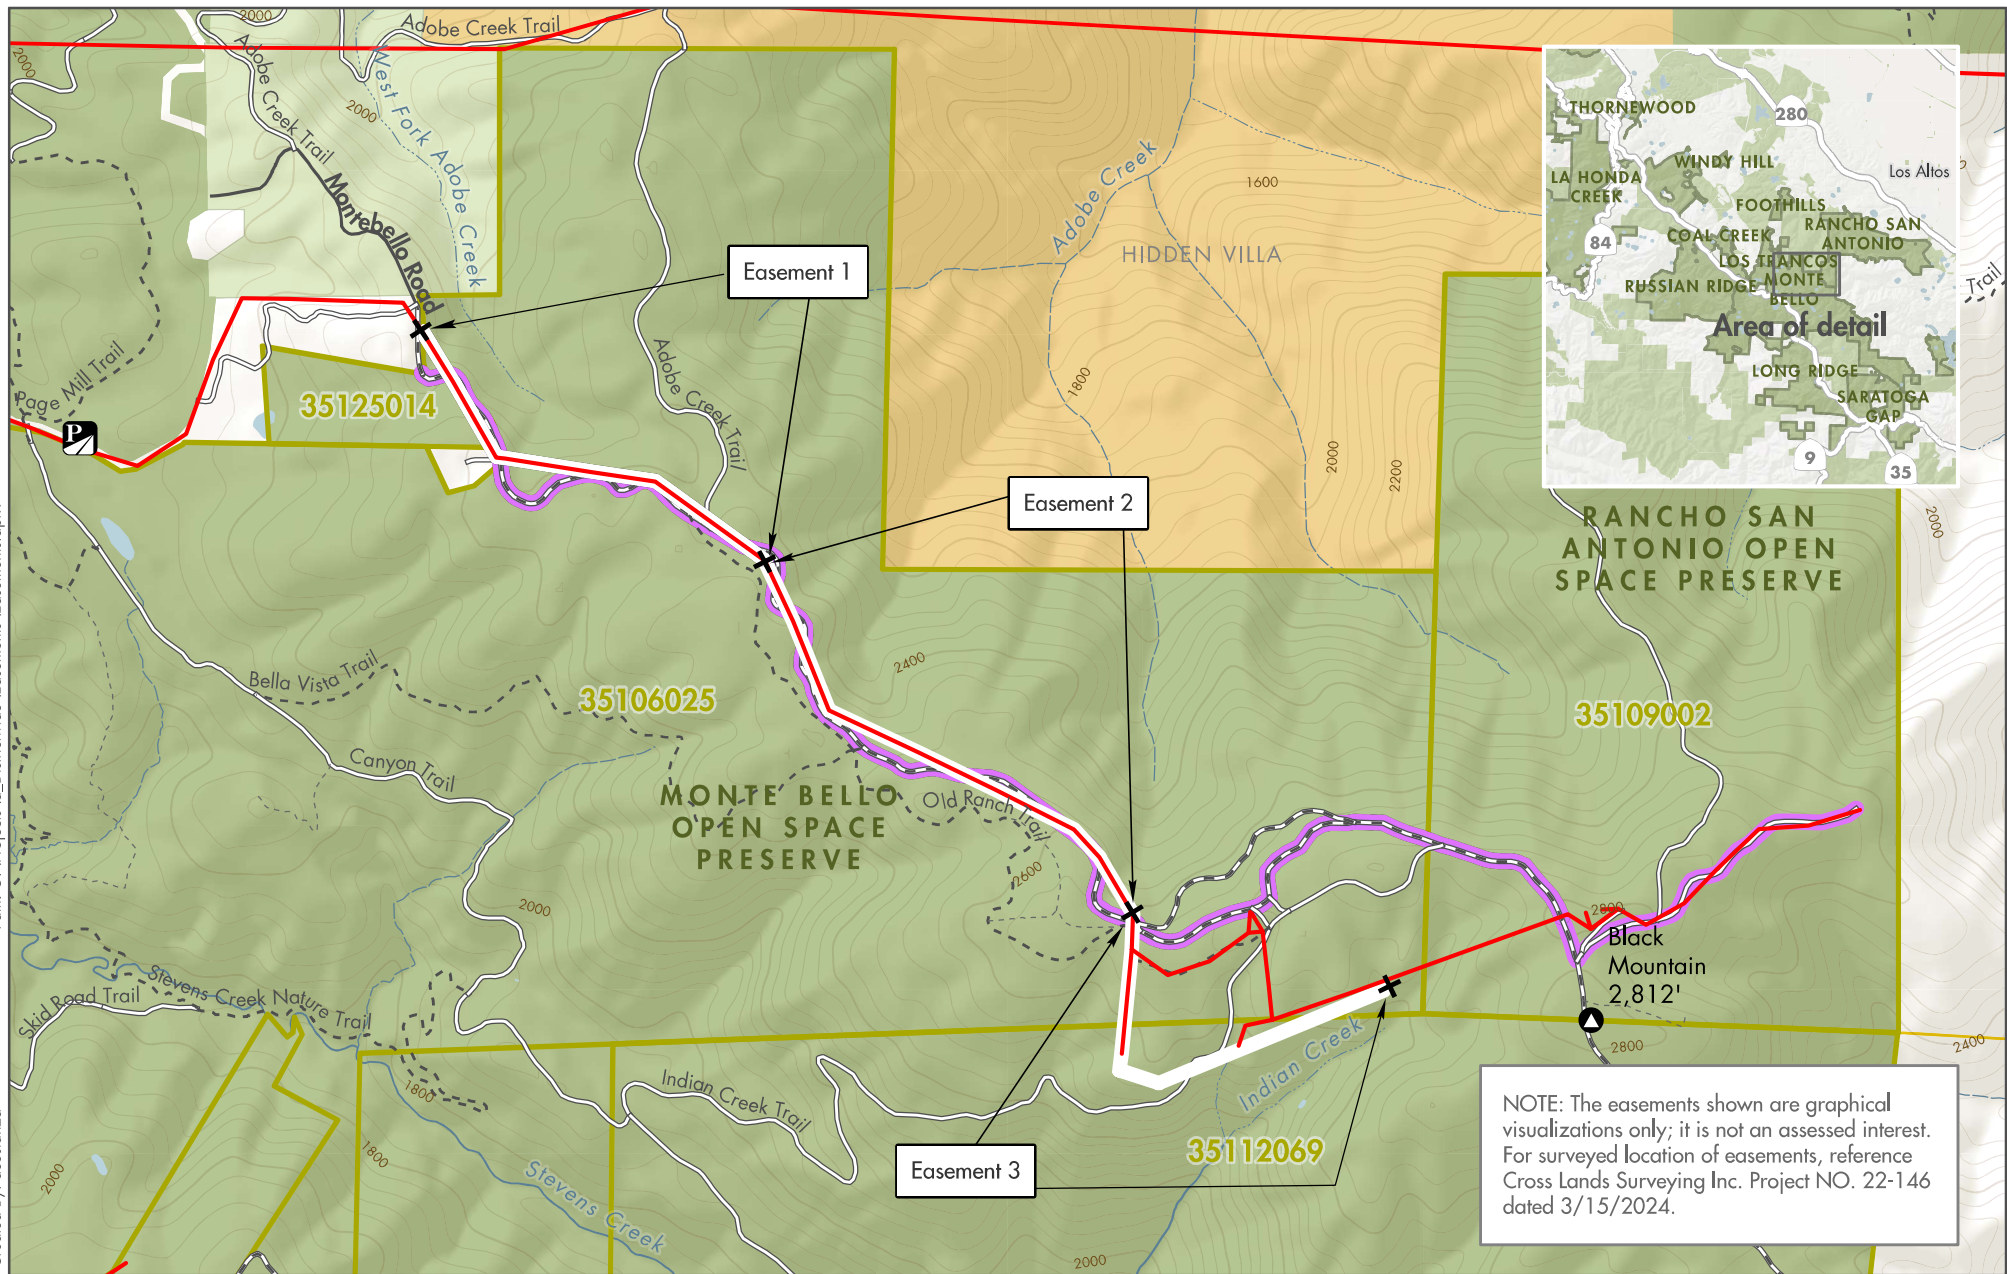 2000
Adobe Creek Trail
2000
Adobe Creek Trail
West Fork Adobe Creek
2000
Montebello Road
Adobe Creek
1600
HIDDEN VILLA
Easement 1
THORNEWOOD
280
WINDY HILL
Los Altos
LA HONDA
CREEK
FOOTHILLS
RANCHO SAN
ANTONIO
84
COAL CREEK
LOS TRANCOS
MONTE
BELLO
RUSSIAN RIDGE
Area of detail
LONG RIDGE
SARATOGA
GAP
9
35
Trail
Page Mill Trail
P
35125014
Adobe Creek Trail
1800
2000
2200
Easement 2
RANCHO SAN
ANTONIO OPEN
SPACE PRESERVE
2000
Bella Vista Trail
35106025
2400
35109002
Canyon Trail
MONTE BELLO
OPEN SPACE
PRESERVE
Old Ranch Trail
2600
2000
2800
Black
Mountain
2,812'
Skid Road Trail
Stevens Creek Nature Trail
1800
Indian Creek Trail
Indian Creek
2800
2400
Easement 3
35112069
1800
2000
Stevens Creek
2000
NOTE: The easements shown are graphical
visualizations only; it is not an assessed interest.
For surveyed location of easements, reference
Cross Lands Surveying Inc. Project NO. 22-146
dated 3/15/2024.